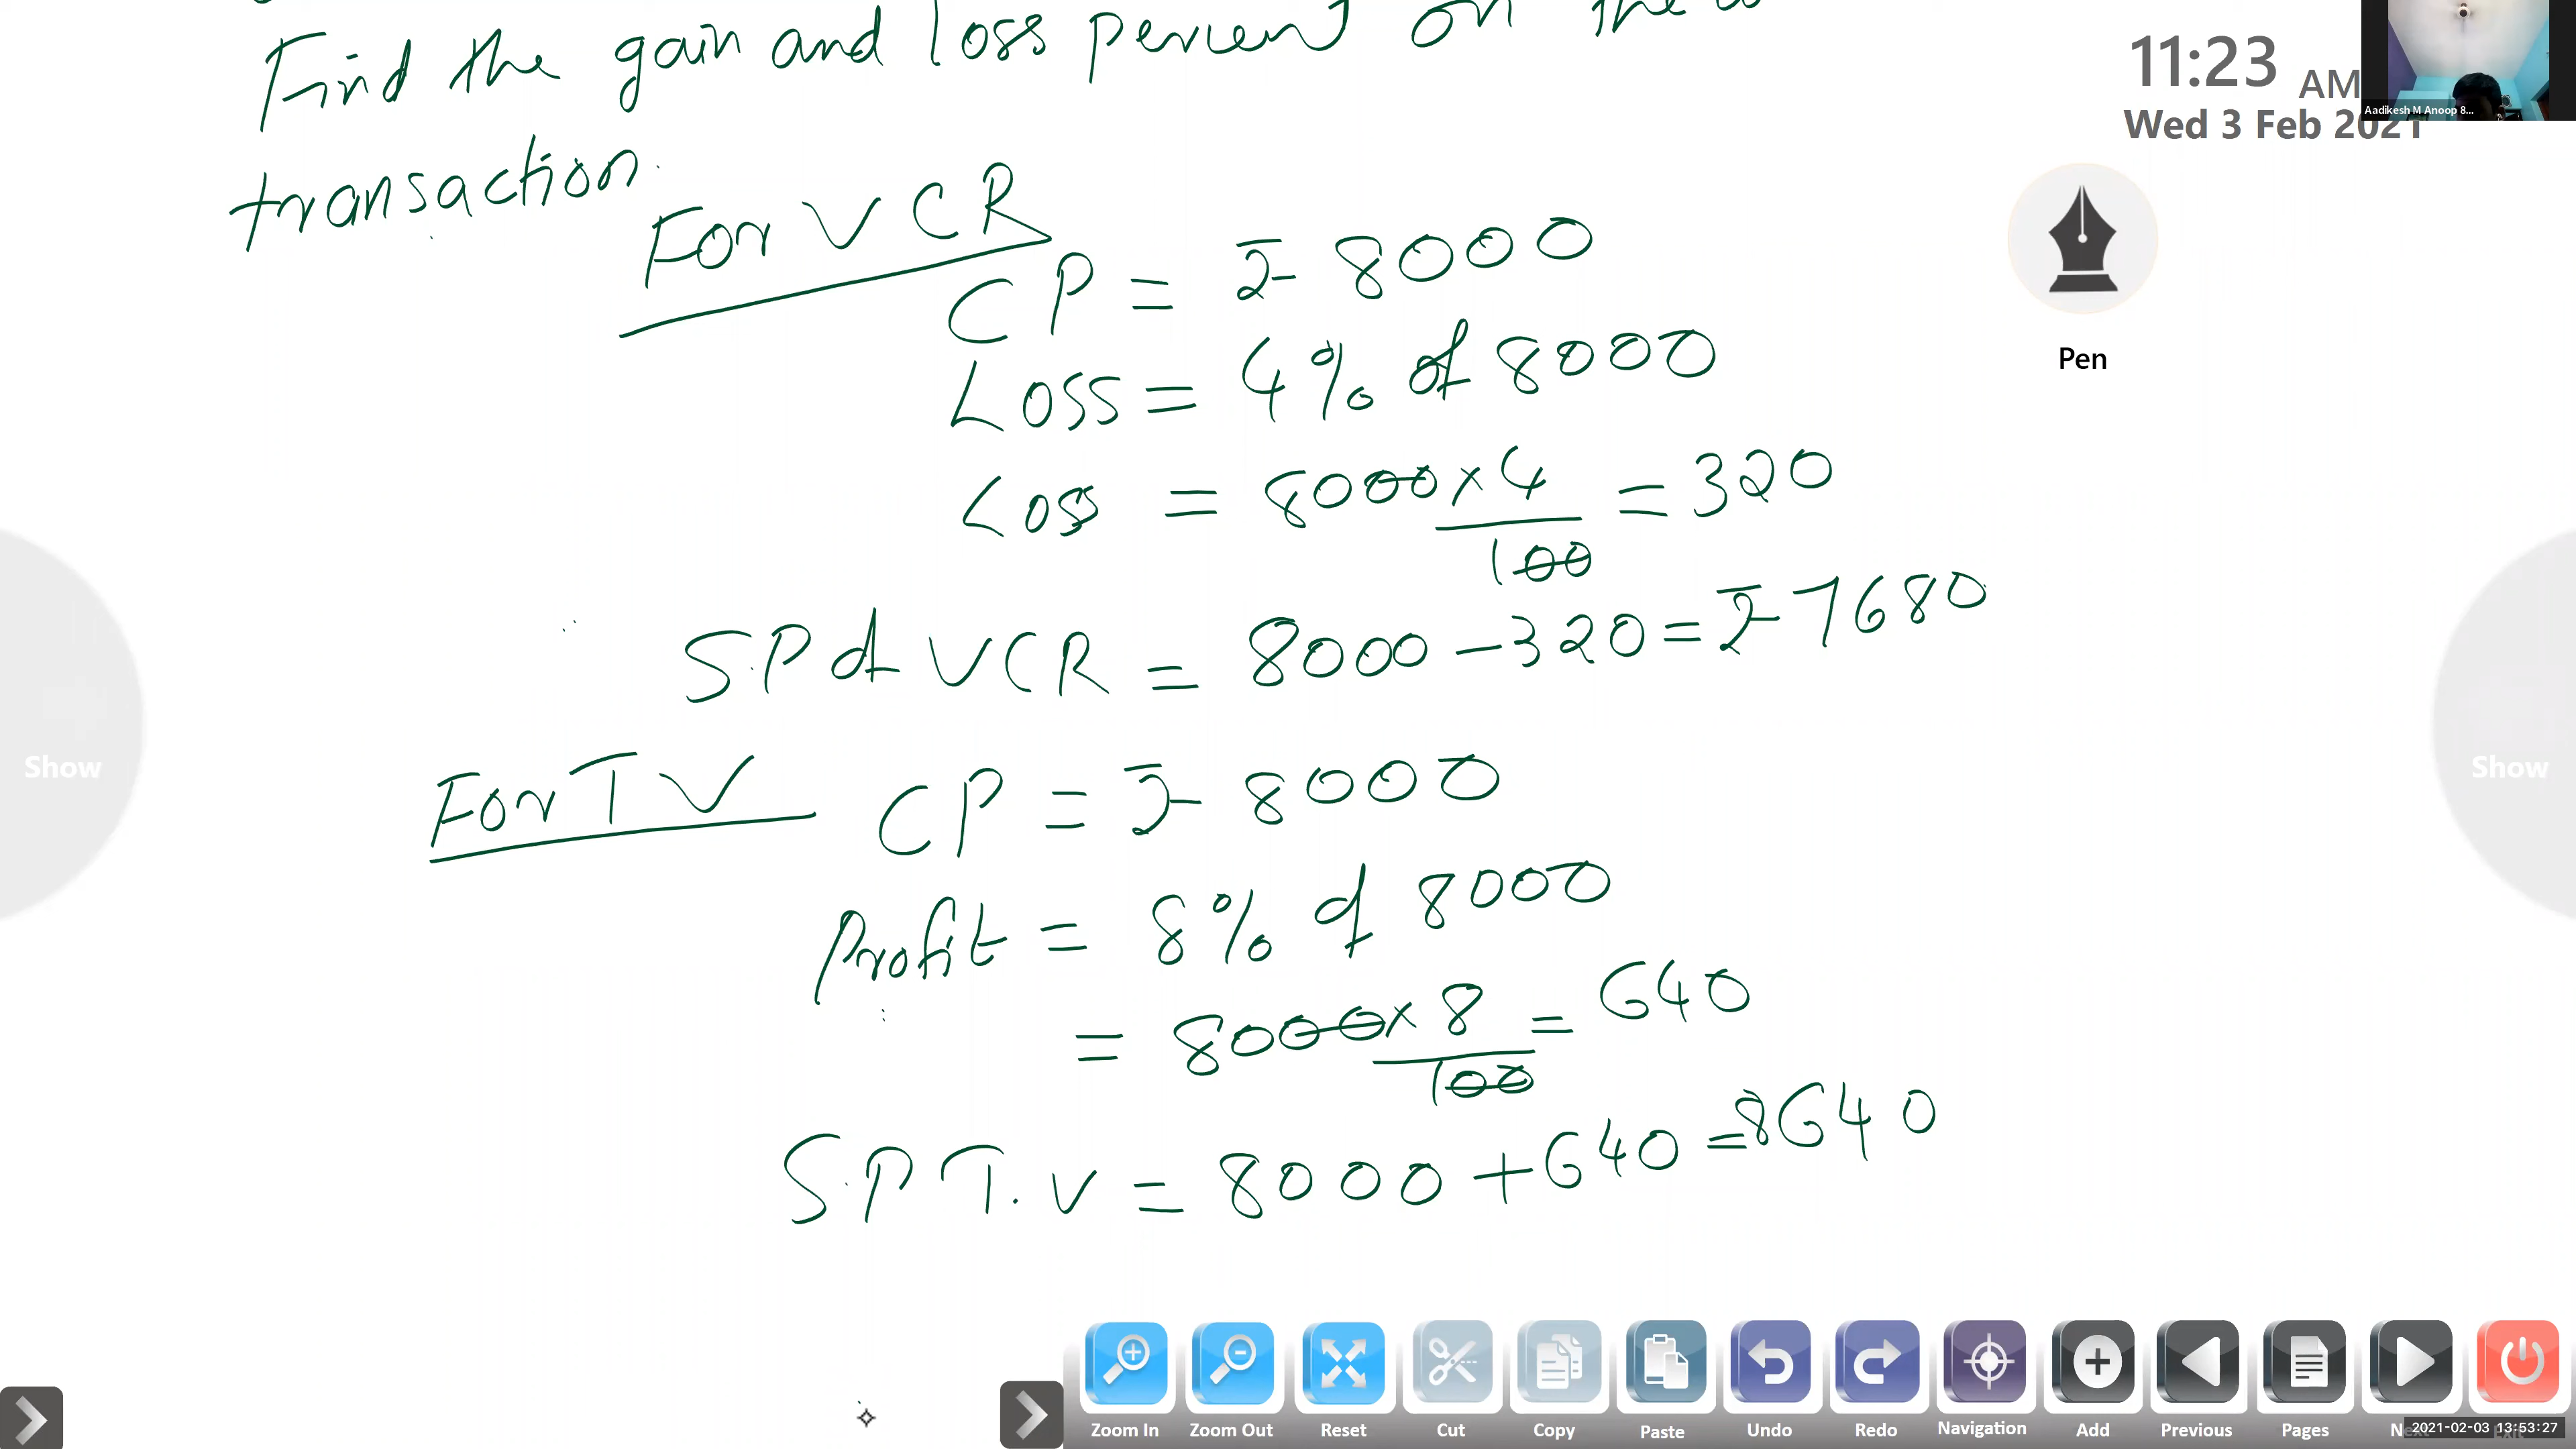 Find the gain and loss percent on the w
transaction.
For VCR
CP = ₹ 8000
Loss = 4% of 8000
Loss = 8000 × 4 / 100 = 320
S.P of VCR = 8000 - 320 = ₹ 7680
For TV CP = ₹ 8000
Profit = 8% of 8000
= 8000 × 8 / 100 = 640
S.P T.V = 8000 + 640 = 8640
11:23 AM
Wed 3 Feb 2021
Aadikesh M Anoop 8...
Pen
Show
Show
Zoom In Zoom Out Reset Cut Copy Paste Undo Redo Navigation Add Previous Pages
2021-02-03 13:53:27